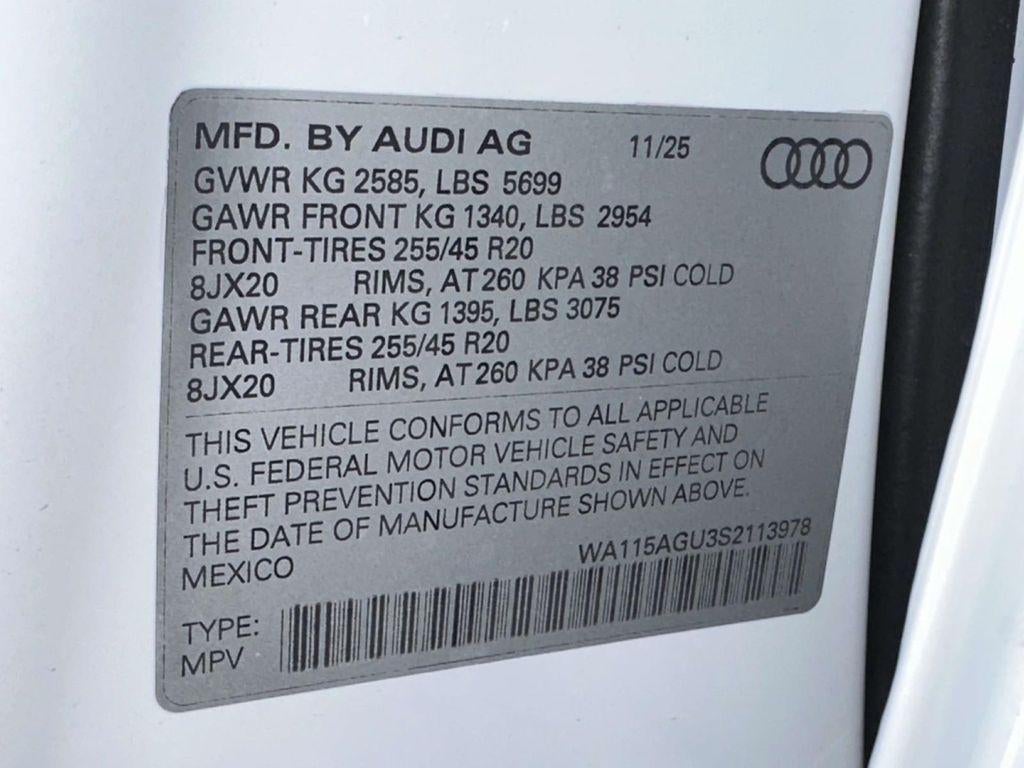 MFD. BY AUDI AG 11/25
GVWR KG 2585, LBS 5699
GAWR FRONT KG 1340, LBS 2954
FRONT-TIRES 255/45 R20
8JX20 RIMS, AT 260 KPA 38 PSI COLD
GAWR REAR KG 1395, LBS 3075
REAR-TIRES 255/45 R20
8JX20 RIMS, AT 260 KPA 38 PSI COLD
THIS VEHICLE CONFORMS TO ALL APPLICABLE
U.S. FEDERAL MOTOR VEHICLE SAFETY AND
THEFT PREVENTION STANDARDS IN EFFECT ON
THE DATE OF MANUFACTURE SHOWN ABOVE.
MEXICO WA115AGU3S2113978
TYPE:
MPV